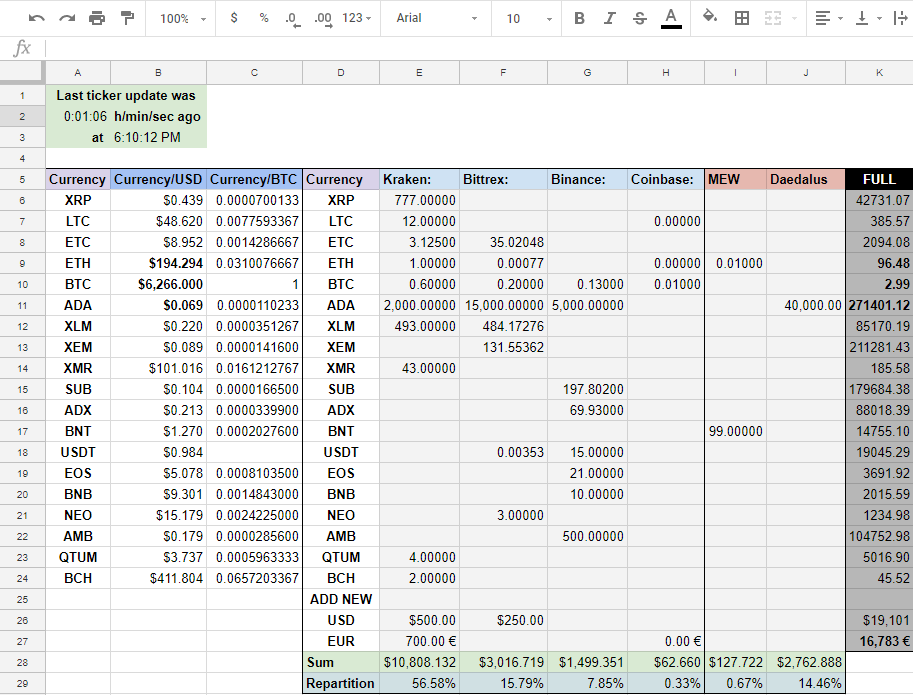 100% $ % .0 .00 123 Arial 10 B I S A
fx
A B C D E F G H I J K
1 Last ticker update was
2 0:01:06 h/min/sec ago
3 at 6:10:12 PM
4
5 Currency Currency/USD Currency/BTC Currency Kraken: Bittrex: Binance: Coinbase: MEW Daedalus FULL
6 XRP $0.439 0.0000700133 XRP 777.00000 42731.07
7 LTC $48.620 0.0077593367 LTC 12.00000 0.00000 385.57
8 ETC $8.952 0.0014286667 ETC 3.12500 35.02048 2094.08
9 ETH $194.294 0.0310076667 ETH 1.00000 0.00077 0.00000 0.01000 96.48
10 BTC $6,266.000 1 BTC 0.60000 0.20000 0.13000 0.01000 2.99
11 ADA $0.069 0.0000110233 ADA 2,000.00000 15,000.00000 5,000.00000 40,000.00 271401.12
12 XLM $0.220 0.0000351267 XLM 493.00000 484.17276 85170.19
13 XEM $0.089 0.0000141600 XEM 131.55362 211281.43
14 XMR $101.016 0.0161212767 XMR 43.00000 185.58
15 SUB $0.104 0.0000166500 SUB 197.80200 179684.38
16 ADX $0.213 0.0000339900 ADX 69.93000 88018.39
17 BNT $1.270 0.0002027600 BNT 99.00000 14755.10
18 USDT $0.984 USDT 0.00353 15.00000 19045.29
19 EOS $5.078 0.0008103500 EOS 21.00000 3691.92
20 BNB $9.301 0.0014843000 BNB 10.00000 2015.59
21 NEO $15.179 0.0024225000 NEO 3.00000 1234.98
22 AMB $0.179 0.0000285600 AMB 500.00000 104752.98
23 QTUM $3.737 0.0005963333 QTUM 4.00000 5016.90
24 BCH $411.804 0.0657203367 BCH 2.00000 45.52
25 ADD NEW
26 USD $500.00 $250.00 $19,101
27 EUR 700.00 € 0.00 € 16,783 €
28 Sum $10,808.132 $3,016.719 $1,499.351 $62.660 $127.722 $2,762.888
29 Repartition 56.58% 15.79% 7.85% 0.33% 0.67% 14.46%